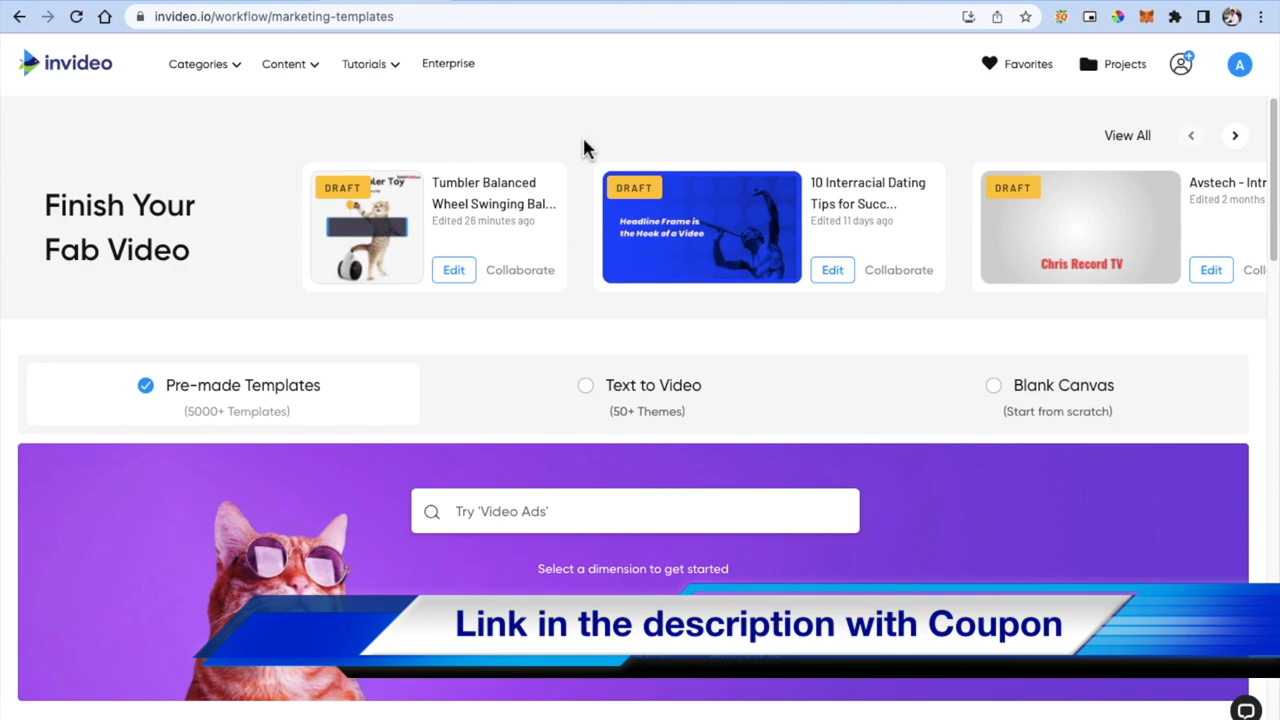 invideo.io/workflow/marketing-templates
invideo
Categories
Content
Tutorials
Enterprise
Favorites
Projects
A
View All
Finish Your
Fab Video
DRAFT
Tumbler Balanced
Wheel Swinging Bal...
Edited 26 minutes ago
Edit
Collaborate
DRAFT
Headline Frame is
the Hook of a Video
10 Interracial Dating
Tips for Succ...
Edited 11 days ago
Edit
Collaborate
DRAFT
Chris Record TV
Avstech - Intr
Edited 2 months
Edit
Coll
Pre-made Templates
(5000+ Templates)
Text to Video
(50+ Themes)
Blank Canvas
(Start from scratch)
Try 'Video Ads'
Select a dimension to get started
Link in the description with Coupon